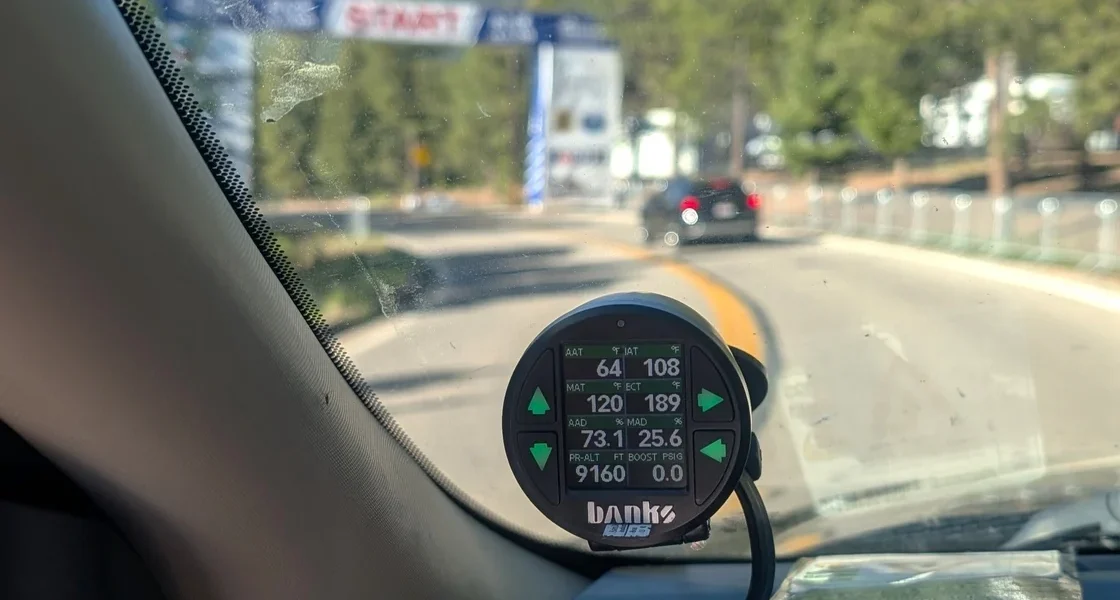 START
AAT °F IAT °F
64 108
MAT °F ECT °F
120 189
AAD % MAD %
73.1 25.6
PR-ALT FT BOOST PSIG
9160 0.0
banks